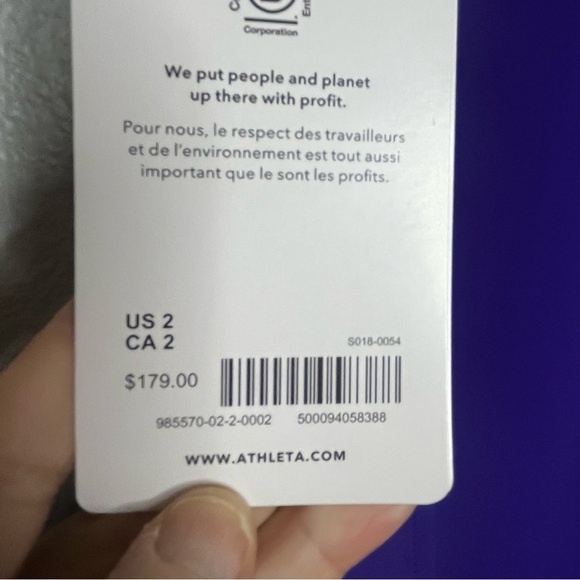 Corporation
We put people and planet
up there with profit.
Pour nous, le respect des travailleurs
et de l'environnement est tout aussi
important que le sont les profits.
US 2
CA 2
S018-0054
$179.00
985570-02-2-0002 500094058388
WWW.ATHLETA.COM